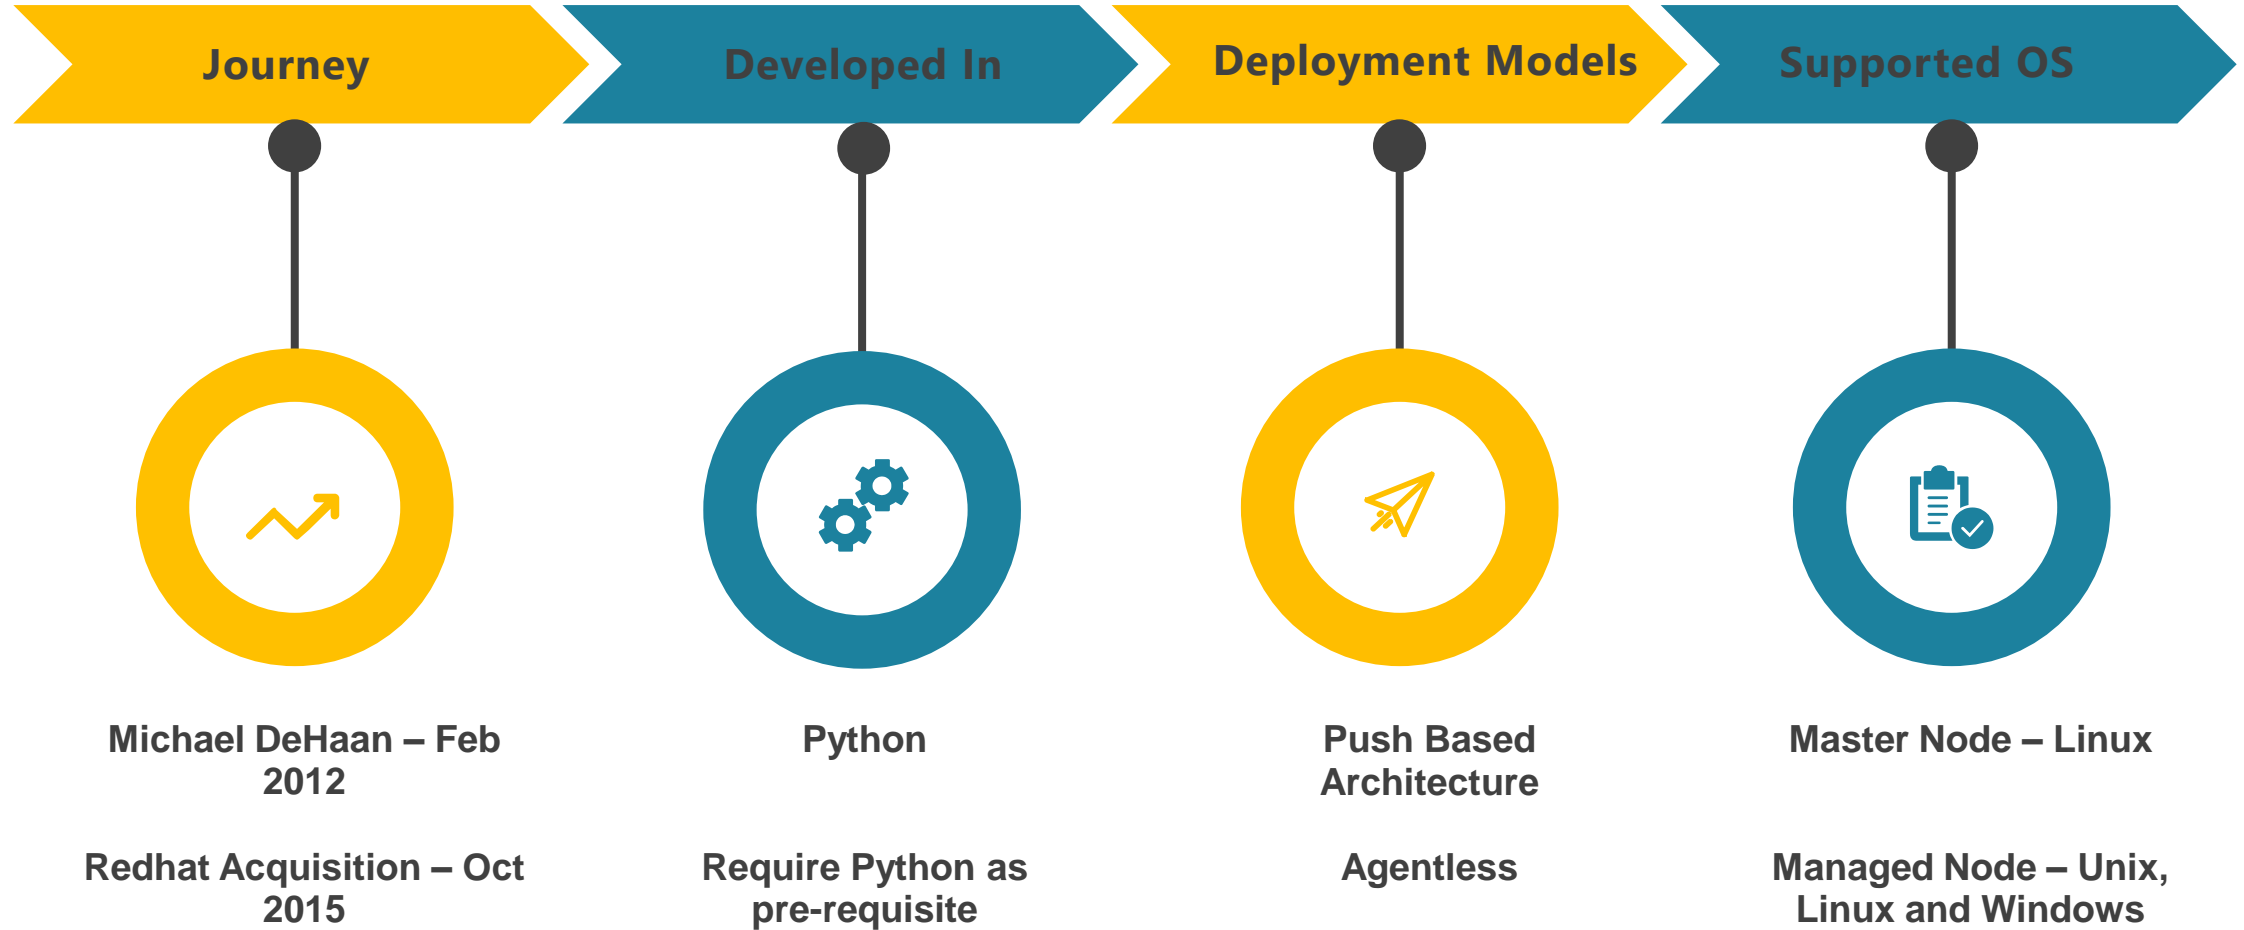 Journey
Developed In
Deployment Models
Supported OS
Michael DeHaan – Feb
2012
Redhat Acquisition – Oct
2015
Python
Require Python as
pre-requisite
Push Based
Architecture
Agentless
Master Node – Linux
Managed Node – Unix,
Linux and Windows